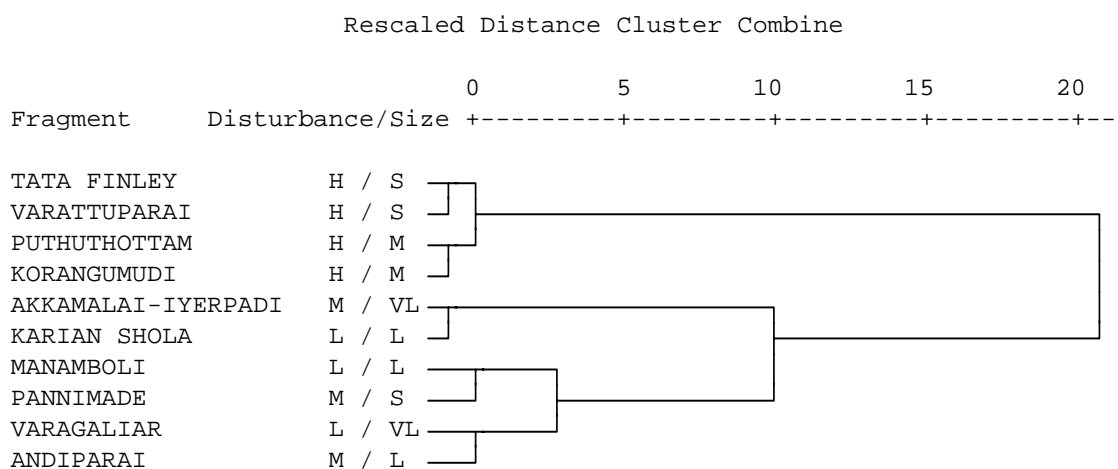 Rescaled Distance Cluster Combine
0 5 10 15 20
Fragment Disturbance/Size +---------+---------+---------+---------+--
TATA FINLEY H / S
VARATTUPARAI H / S
PUTHUTHOTTAM H / M
KORANGUMUDI H / M
AKKAMALAI-IYERPADI M / VL
KARIAN SHOLA L / L
MANAMBOLI L / L
PANNIMADE M / S
VARAGALIAR L / VL
ANDIPARAI M / L